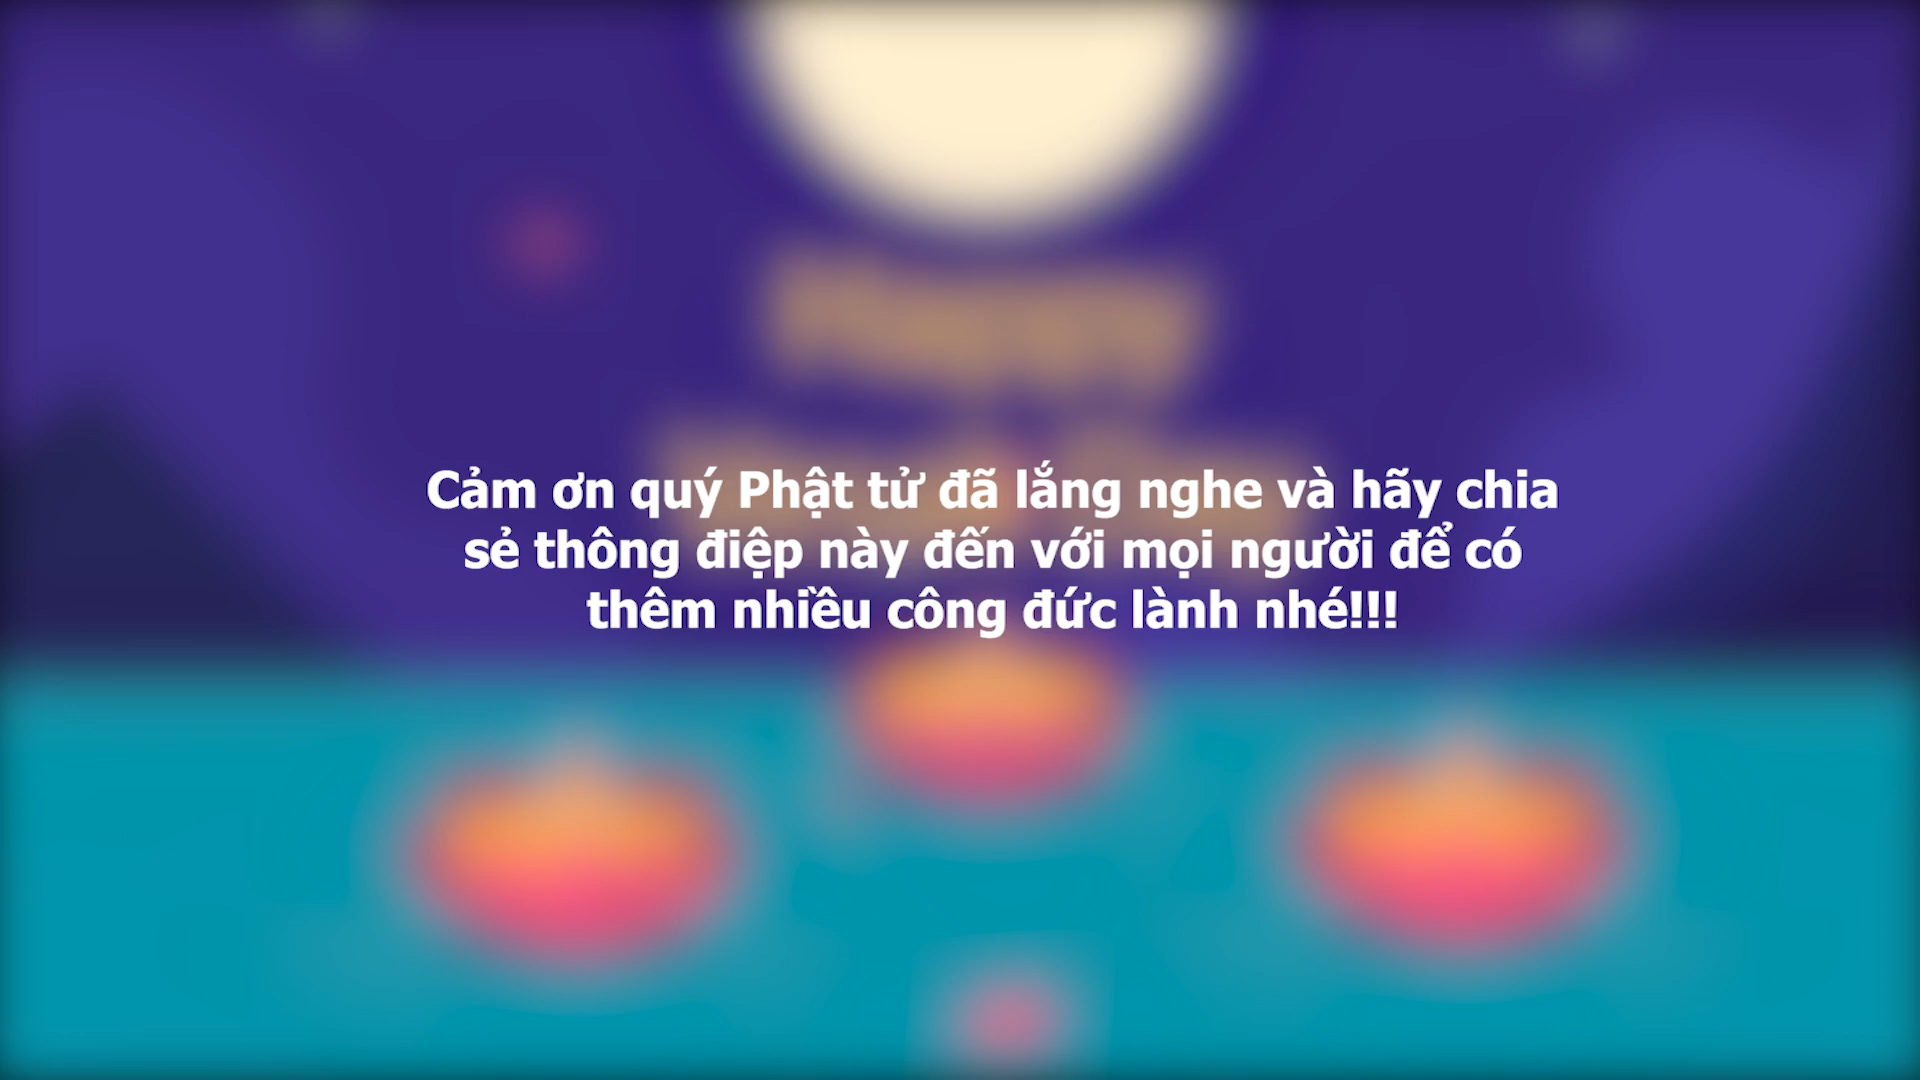 Cảm ơn quý Phật tử đã lắng nghe và hãy chia
sẻ thông điệp này đến với mọi người để có
thêm nhiều công đức lành nhé!!!